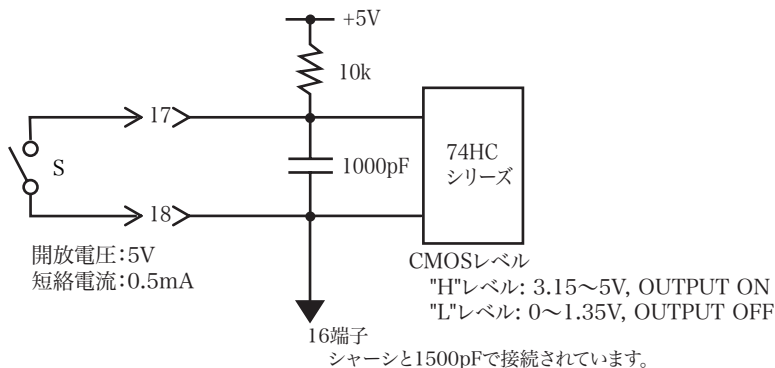 +5V
10k
17
1000pF
74HC
シリーズ
S
18
開放電圧:5V
短絡電流:0.5mA
CMOSレベル
"H"レベル: 3.15〜5V, OUTPUT ON
"L"レベル: 0〜1.35V, OUTPUT OFF
16端子
シャーシと1500pFで接続されています。